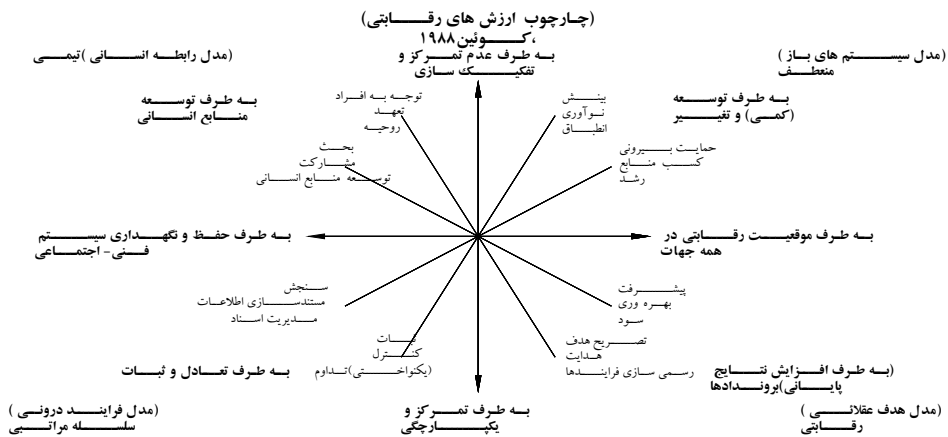 (چارچوب ارزش های رقابتی)
،کوئین۱۹۸۸
به طرف عدم تمرکز و
تفکیک سازی
(مدل سیستم های باز )
منعطف
(مدل رابطه انسانی )تیمی
به طرف توسعه
(کمی) و تغییر
به طرف توسعه
منابع انسانی
بینش
نوآوری
انطباق
توجه به افراد
تعهد
روحیه
حمایت بیرونی
کسب منابع
رشد
بحث
مشارکت
توسعه منابع انسانی
به طرف موقعیت رقابتی در
همه جهات
به طرف حفظ و نگهداری سیستم
فنی- اجتماعی
پیشرفت
بهره وری
سود
سنجش
مستندسازی اطلاعات
مدیریت اسناد
تصریح هدف
هدایت
رسمی سازی فرایندها
ثبات
کنترل
(یکنواختی)تداوم
(به طرف افزایش نتایج
پایانی)بروندادها
به طرف تعادل و ثبات
به طرف تمرکز و
یکپارچگی
(مدل هدف عقلائی )
رقابتی
(مدل فرایند درونی )
سلسله مراتبی